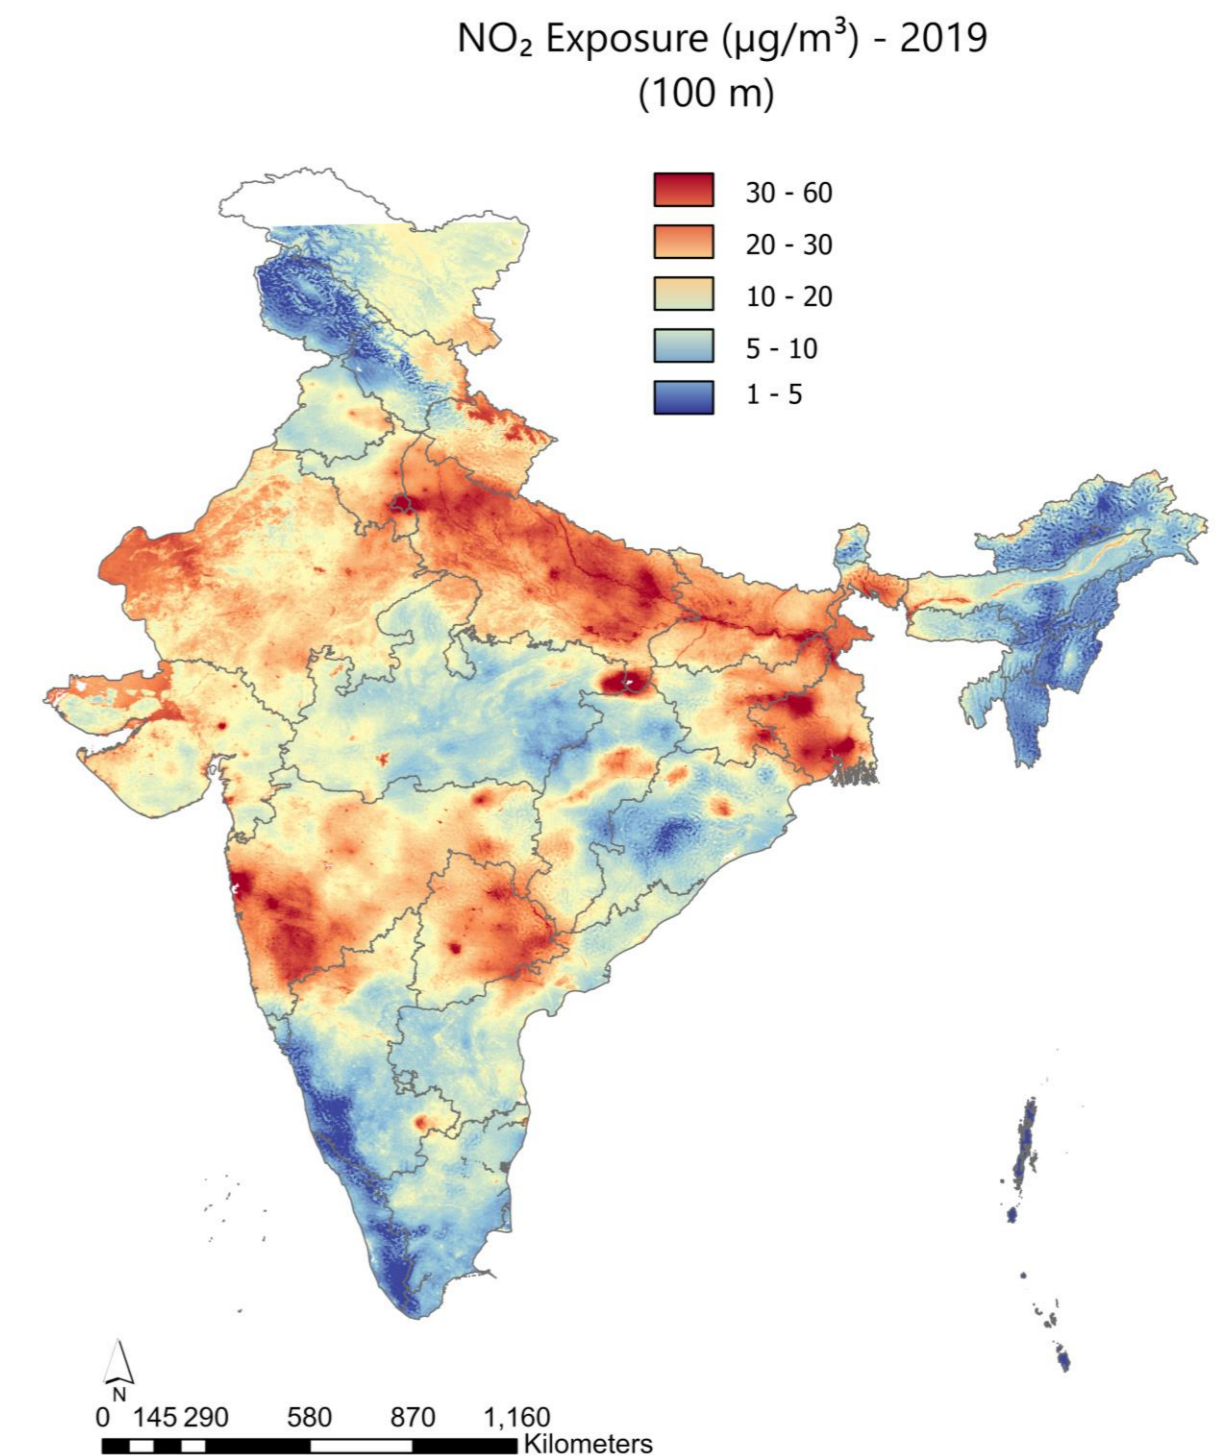 NO₂ Exposure (μg/m³) - 2019
(100 m)
30 - 60
20 - 30
10 - 20
5 - 10
1 - 5
N
0 145 290 580 870 1,160
Kilometers